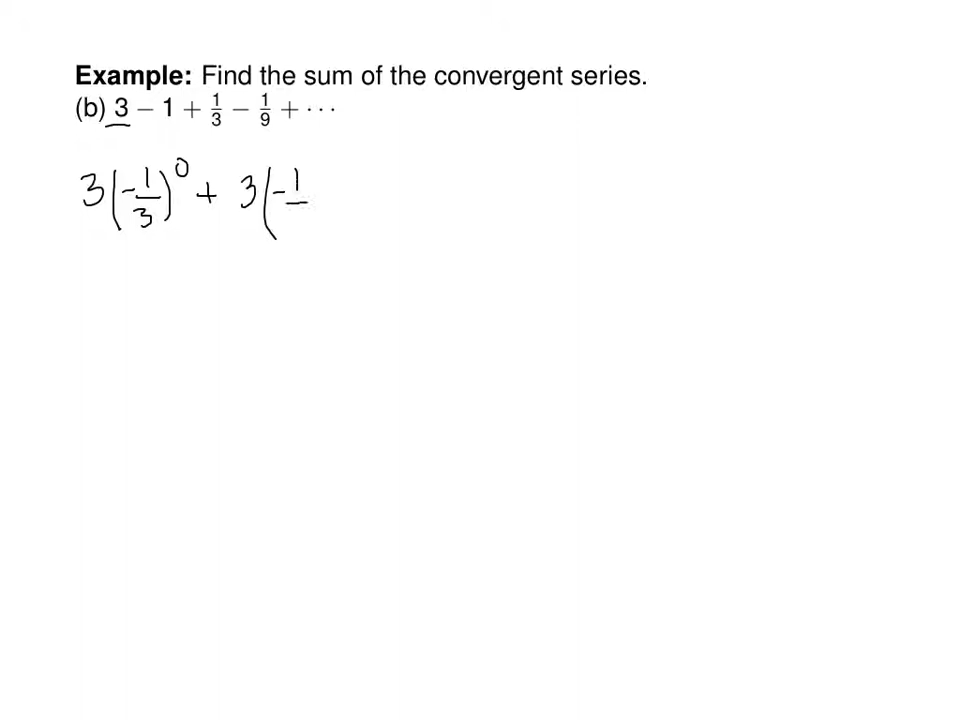 Example: Find the sum of the convergent series.
(b) 3 − 1 + 1/3 − 1/9 + ⋯
3(-1/3)^0 + 3(-1